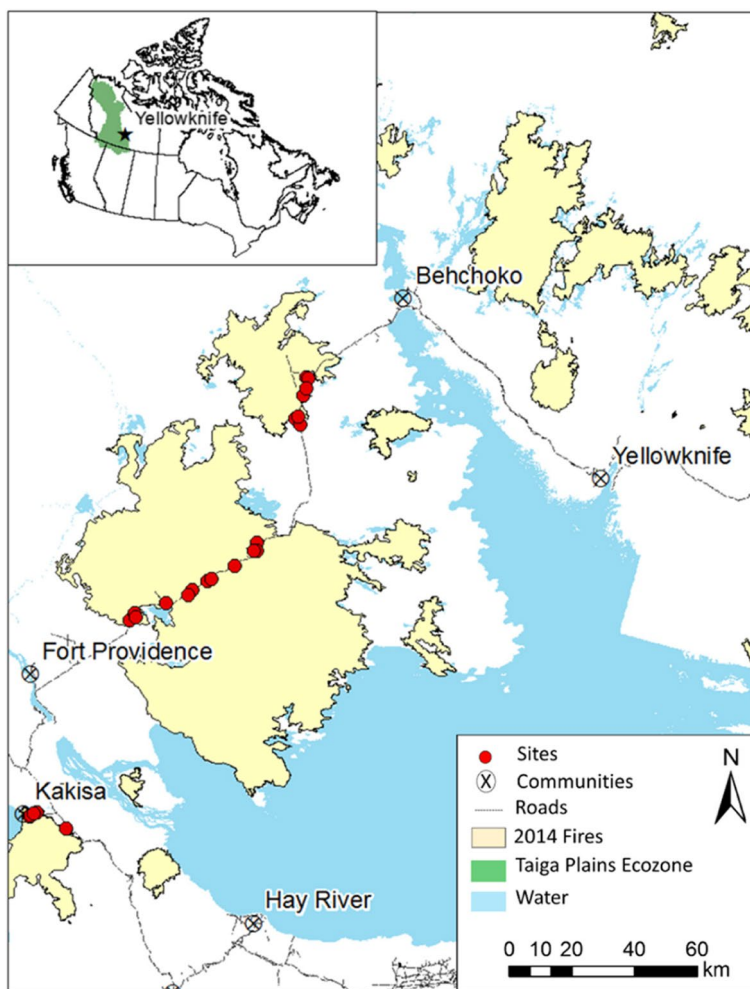 Yellowknife
Behchoko
Yellowknife
Fort Providence
Kakisa
Hay River
Sites
Communities
Roads
2014 Fires
Taiga Plains Ecozone
Water
N
0 10 20 40 60
km